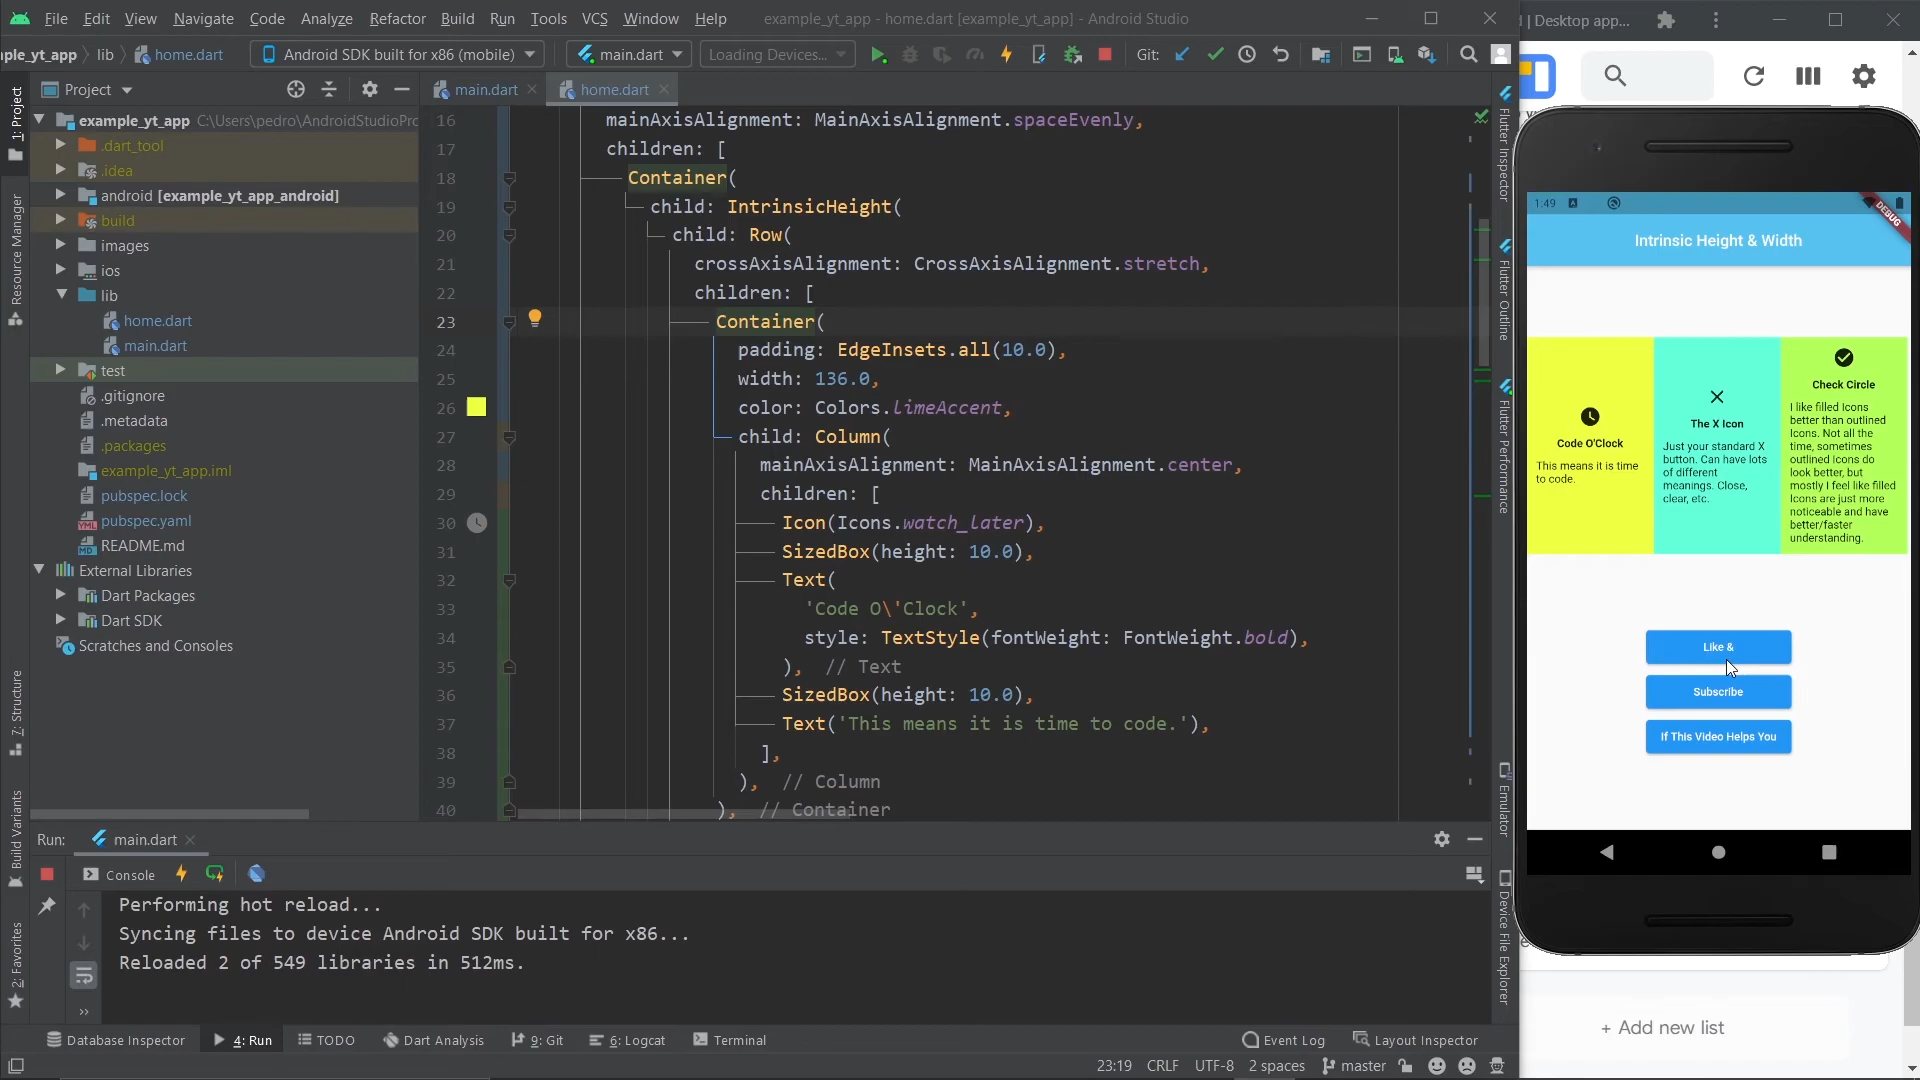 File Edit View Navigate Code Analyze Refactor Build Run Tools VCS Window Help example_yt_app - home.dart [example_yt_app] - Android Studio
| Desktop app...
ple_yt_app lib home.dart Android SDK built for x86 (mobile) main.dart Loading Devices... Git:
Project
main.dart
home.dart
example_yt_app C:\Users\pedro\AndroidStudioPro
.dart_tool
.idea
android [example_yt_app_android]
build
images
ios
lib
home.dart
main.dart
test
.gitignore
.metadata
.packages
example_yt_app.iml
pubspec.lock
pubspec.yaml
README.md
External Libraries
Dart Packages
Dart SDK
Scratches and Consoles
1: Project
Resource Manager
7: Structure
Build Variants
2: Favorites
16 mainAxisAlignment: MainAxisAlignment.spaceEvenly,
17 children: [
18 Container(
19 child: IntrinsicHeight(
20 child: Row(
21 crossAxisAlignment: CrossAxisAlignment.stretch,
22 children: [
23 Container(
24 padding: EdgeInsets.all(10.0),
25 width: 136.0,
26 color: Colors.limeAccent,
27 child: Column(
28 mainAxisAlignment: MainAxisAlignment.center,
29 children: [
30 Icon(Icons.watch_later),
31 SizedBox(height: 10.0),
32 Text(
33 'Code O\'Clock',
34 style: TextStyle(fontWeight: FontWeight.bold),
35 ), // Text
36 SizedBox(height: 10.0),
37 Text('This means it is time to code.'),
38 ],
39 ), // Column
40 ), // Container
Flutter Inspector
Flutter Outline
Flutter Performance
Emulator
Device File Explorer
1:49
DEBUG
Intrinsic Height & Width
Code O'Clock
This means it is time
to code.
The X Icon
Just your standard X
button. Can have lots
of different
meanings. Close,
clear, etc.
Check Circle
I like filled Icons
better than outlined
Icons. Not all the
time, sometimes
outlined Icons do
look better, but
mostly I feel like filled
Icons are just more
noticeable and have
better/faster
understanding.
Like &
Subscribe
If This Video Helps You
+ Add new list
Run: main.dart
Console
Performing hot reload...
Syncing files to device Android SDK built for x86...
Reloaded 2 of 549 libraries in 512ms.
Database Inspector 4: Run TODO Dart Analysis 9: Git 6: Logcat Terminal Event Log Layout Inspector
23:19 CRLF UTF-8 2 spaces master